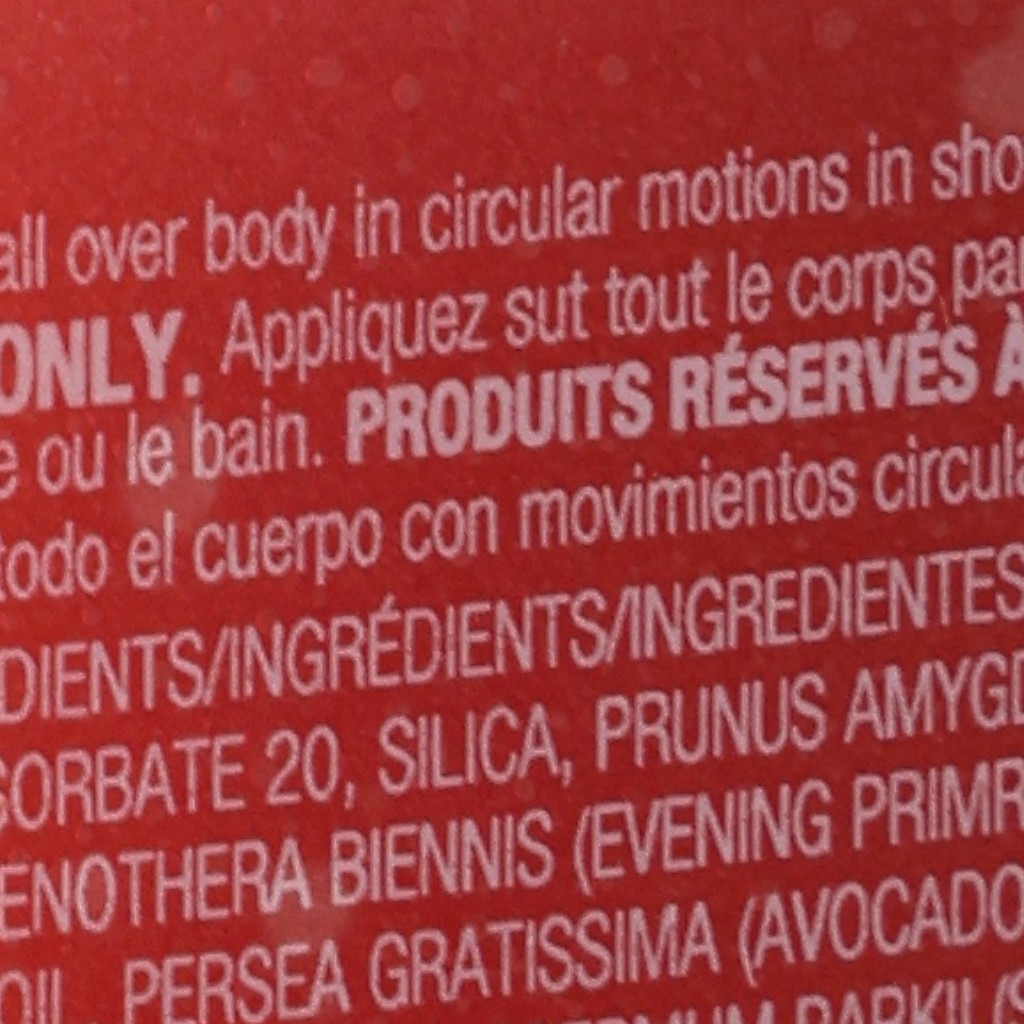 all over body in circular motions in sho
ONLY. Appliquez sut tout le corps par
e ou le bain. PRODUITS RÉSERVÉS À
todo el cuerpo con movimientos circula
DIENTS/INGRÉDIENTS/INGREDIENTES
SORBATE 20, SILICA, PRUNUS AMYGD
ENOTHERA BIENNIS (EVENING PRIMR
OIL, PERSEA GRATISSIMA (AVOCADO
PARKII (S